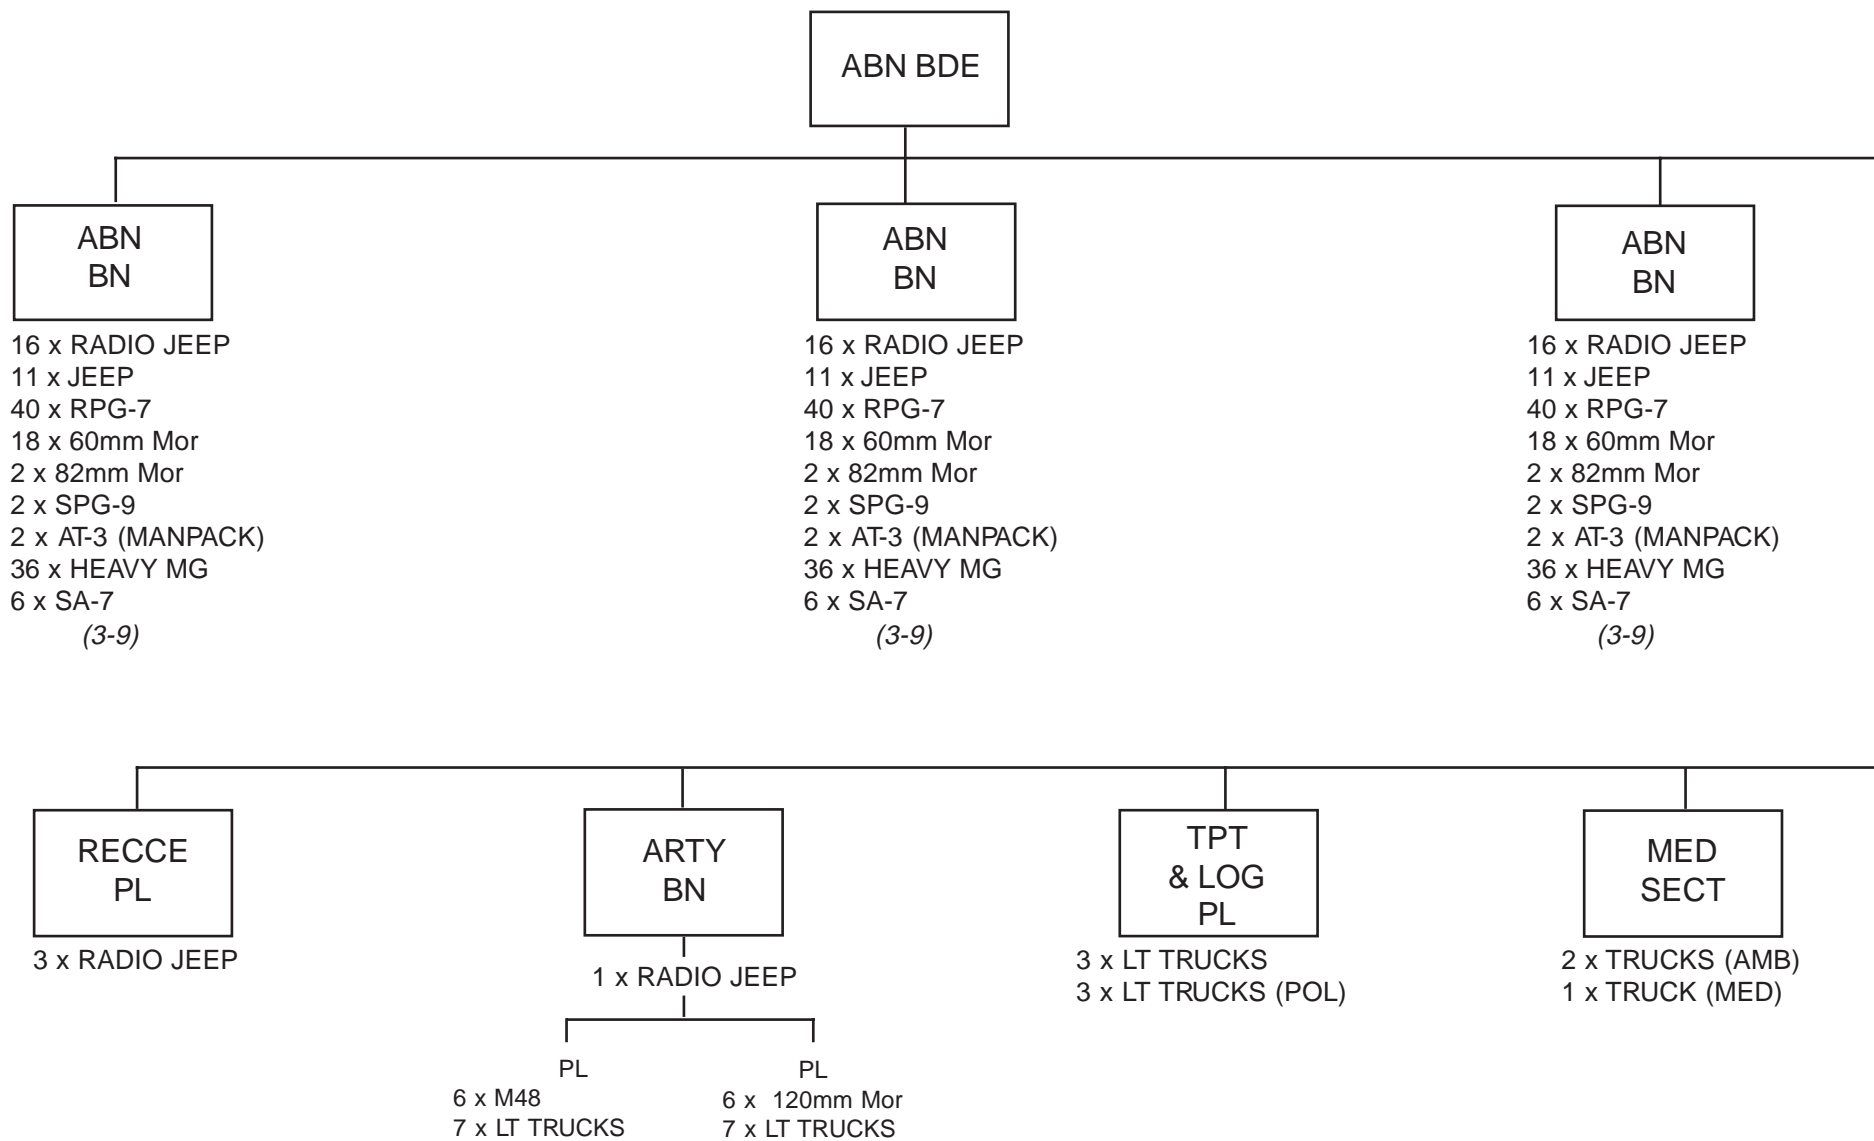 ABN BDE
ABN
BN
16 x RADIO JEEP
11 x JEEP
40 x RPG-7
18 x 60mm Mor
2 x 82mm Mor
2 x SPG-9
2 x AT-3 (MANPACK)
36 x HEAVY MG
6 x SA-7
(3-9)
ABN
BN
16 x RADIO JEEP
11 x JEEP
40 x RPG-7
18 x 60mm Mor
2 x 82mm Mor
2 x SPG-9
2 x AT-3 (MANPACK)
36 x HEAVY MG
6 x SA-7
(3-9)
ABN
BN
16 x RADIO JEEP
11 x JEEP
40 x RPG-7
18 x 60mm Mor
2 x 82mm Mor
2 x SPG-9
2 x AT-3 (MANPACK)
36 x HEAVY MG
6 x SA-7
(3-9)
RECCE
PL
3 x RADIO JEEP
ARTY
BN
1 x RADIO JEEP
PL
6 x M48
7 x LT TRUCKS
PL
6 x 120mm Mor
7 x LT TRUCKS
TPT
& LOG
PL
3 x LT TRUCKS
3 x LT TRUCKS (POL)
MED
SECT
2 x TRUCKS (AMB)
1 x TRUCK (MED)